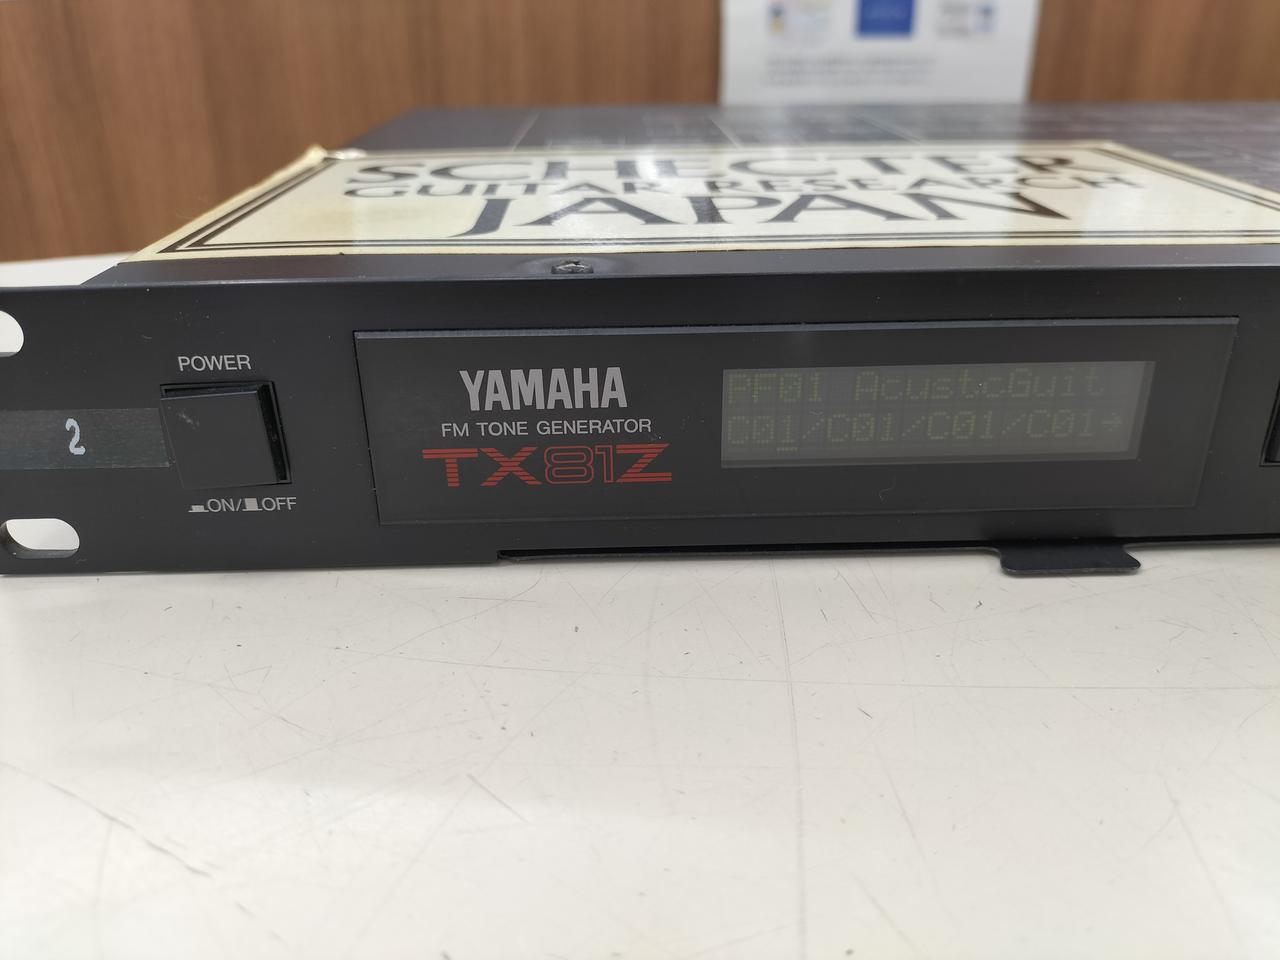 SCHECTER
GUITAR RESEARCH
JAPAN
POWER
2
ON/OFF
YAMAHA
FM TONE GENERATOR
TX81Z
PF01 AcustcGuit
C01/C01/C01/C01→